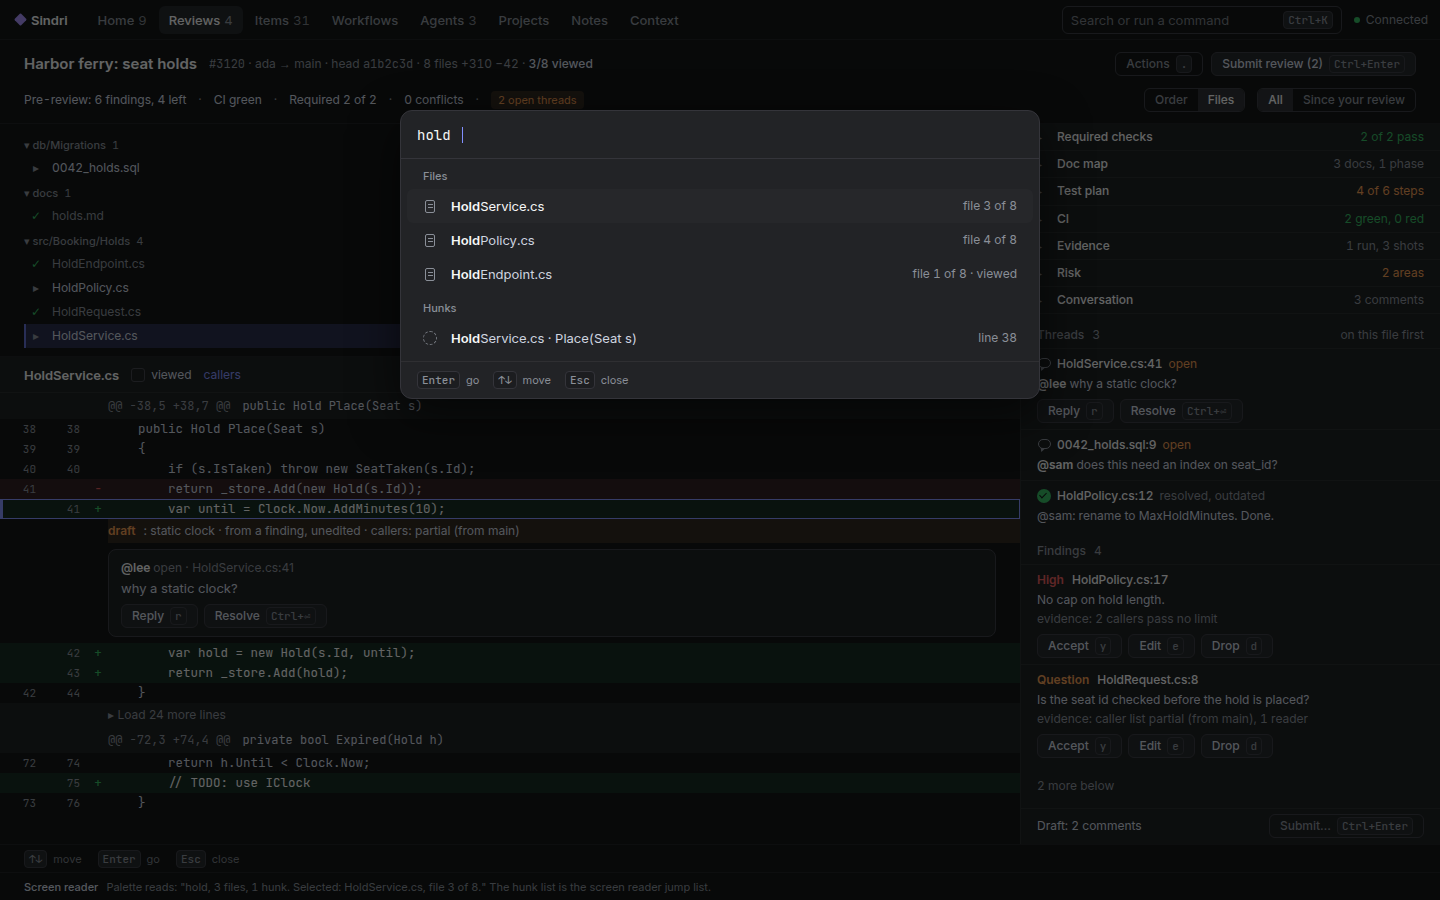 Sindri Home 9 Reviews 4 Items 31 Workflows Agents 3 Projects Notes Context Search or run a command Ctrl+K Connected
Harbor ferry: seat holds #3120 · ada → main · head a1b2c3d · 8 files +310 −42 · 3/8 viewed Actions . Submit review (2) Ctrl+Enter
Pre-review: 6 findings, 4 left · CI green · Required 2 of 2 · 0 conflicts · 2 open threads Order Files All Since your review
▾ db/Migrations 1
▸ 0042_holds.sql
▾ docs 1
✓ holds.md
▾ src/Booking/Holds 4
✓ HoldEndpoint.cs
▸ HoldPolicy.cs
✓ HoldRequest.cs
▸ HoldService.cs
hold
Files
HoldService.cs file 3 of 8
HoldPolicy.cs file 4 of 8
HoldEndpoint.cs file 1 of 8 · viewed
Hunks
HoldService.cs · Place(Seat s) line 38
Enter go ↑↓ move Esc close
HoldService.cs viewed callers
@@ -38,5 +38,7 @@ public Hold Place(Seat s)
38 38 public Hold Place(Seat s)
39 39 {
40 40 if (s.IsTaken) throw new SeatTaken(s.Id);
41 - return _store.Add(new Hold(s.Id));
41 + var until = Clock.Now.AddMinutes(10);
draft : static clock · from a finding, unedited · callers: partial (from main)
@lee open · HoldService.cs:41
why a static clock?
Reply r Resolve Ctrl+⏎
42 + var hold = new Hold(s.Id, until);
43 + return _store.Add(hold);
42 44 }
▸ Load 24 more lines
@@ -72,3 +74,4 @@ private bool Expired(Hold h)
72 74 return h.Until < Clock.Now;
75 + // TODO: use IClock
73 76 }
Required checks 2 of 2 pass
Doc map 3 docs, 1 phase
Test plan 4 of 6 steps
CI 2 green, 0 red
Evidence 1 run, 3 shots
Risk 2 areas
Conversation 3 comments
Threads 3 on this file first
HoldService.cs:41 open
@lee why a static clock?
Reply r Resolve Ctrl+⏎
0042_holds.sql:9 open
@sam does this need an index on seat_id?
HoldPolicy.cs:12 resolved, outdated
@sam: rename to MaxHoldMinutes. Done.
Findings 4
High HoldPolicy.cs:17
No cap on hold length.
evidence: 2 callers pass no limit
Accept y Edit e Drop d
Question HoldRequest.cs:8
Is the seat id checked before the hold is placed?
evidence: caller list partial (from main), 1 reader
Accept y Edit e Drop d
2 more below
Draft: 2 comments Submit... Ctrl+Enter
↑↓ move Enter go Esc close
Screen reader Palette reads: "hold, 3 files, 1 hunk. Selected: HoldService.cs, file 3 of 8." The hunk list is the screen reader jump list.